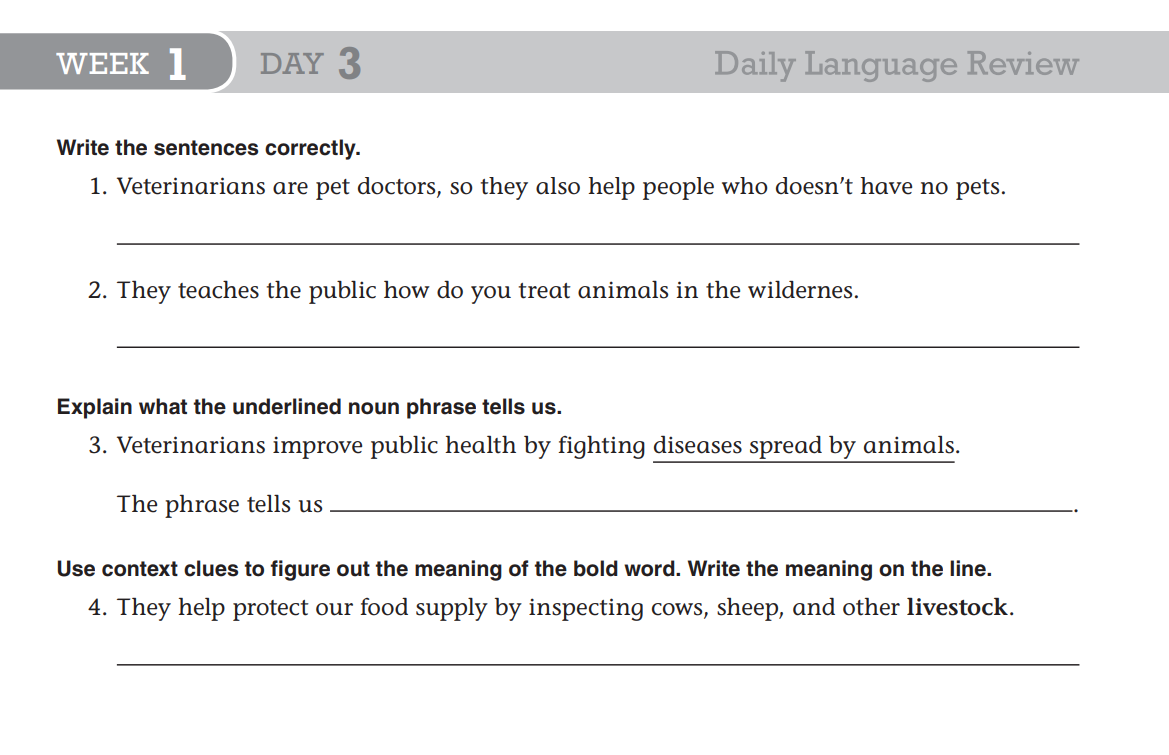 WEEK 1 DAY 3 Daily Language Review
Write the sentences correctly.
1. Veterinarians are pet doctors, so they also help people who doesn’t have no pets.
2. They teaches the public how do you treat animals in the wildernes.
Explain what the underlined noun phrase tells us.
3. Veterinarians improve public health by fighting diseases spread by animals.
The phrase tells us .
Use context clues to figure out the meaning of the bold word. Write the meaning on the line.
4. They help protect our food supply by inspecting cows, sheep, and other livestock.